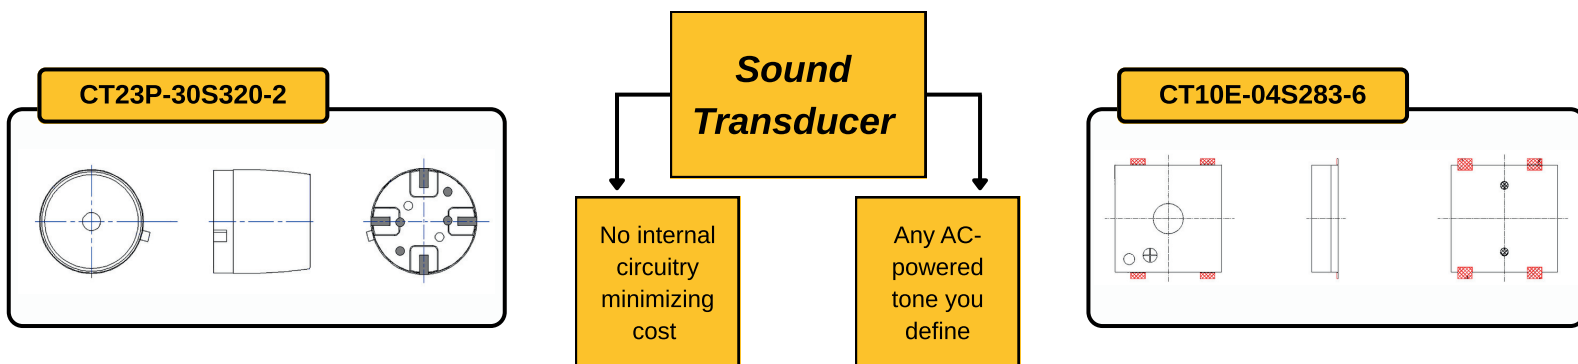 CT23P-30S320-2
Sound
Transducer
CT10E-04S283-6
No internal
circuitry
minimizing
cost
Any AC-
powered
tone you
define